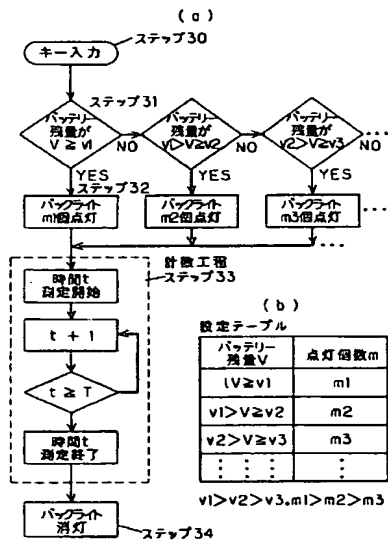 (a)
ステップ30
キー入力
ステップ31
バッテリー
残量が
V ≧ v1
NO
バッテリー
残量が
v1>V≧v2
NO
バッテリー
残量が
v2>V≧v3
NO
...
YES
YES
YES
ステップ32
バックライト
m1個点灯
バックライト
m2個点灯
バックライト
m3個点灯
...
...
計数工程
ステップ33
時間t
測定開始
t + 1
t ≧ T
時間t
測定終了
バックライト
消灯
ステップ34
(b)
設定テーブル
バッテリー
残量V
点灯個数m
V≧v1
m1
v1>V≧v2
m2
v2>V≧v3
m3
v1>v2>v3.m1>m2>m3